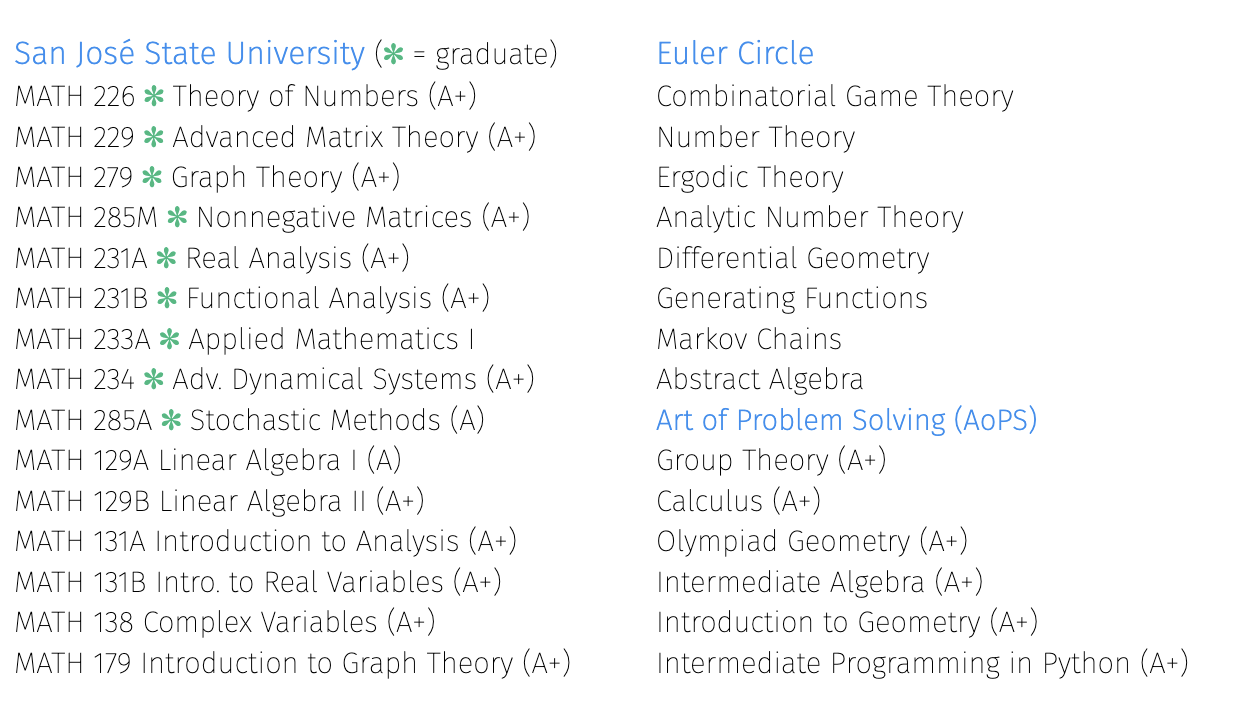 San José State University (✻ = graduate)
MATH 226 ✻ Theory of Numbers (A+)
MATH 229 ✻ Advanced Matrix Theory (A+)
MATH 279 ✻ Graph Theory (A+)
MATH 285M ✻ Nonnegative Matrices (A+)
MATH 231A ✻ Real Analysis (A+)
MATH 231B ✻ Functional Analysis (A+)
MATH 233A ✻ Applied Mathematics I
MATH 234 ✻ Adv. Dynamical Systems (A+)
MATH 285A ✻ Stochastic Methods (A)
MATH 129A Linear Algebra I (A)
MATH 129B Linear Algebra II (A+)
MATH 131A Introduction to Analysis (A+)
MATH 131B Intro. to Real Variables (A+)
MATH 138 Complex Variables (A+)
MATH 179 Introduction to Graph Theory (A+)
Euler Circle
Combinatorial Game Theory
Number Theory
Ergodic Theory
Analytic Number Theory
Differential Geometry
Generating Functions
Markov Chains
Abstract Algebra
Art of Problem Solving (AoPS)
Group Theory (A+)
Calculus (A+)
Olympiad Geometry (A+)
Intermediate Algebra (A+)
Introduction to Geometry (A+)
Intermediate Programming in Python (A+)